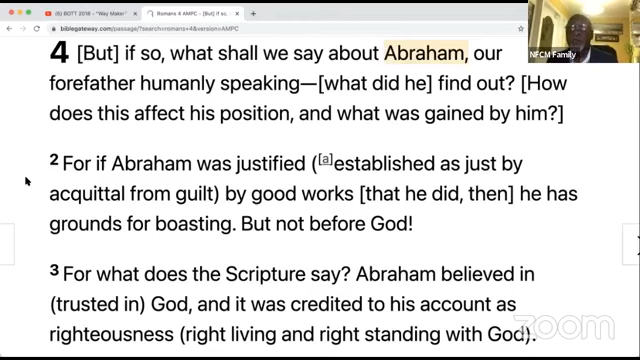 (5) BOTT 2018 - "Way Maker"
Romans 4 AMPC - [But] if so,
biblegateway.com/passage/?search=romans+4&version=AMPC
NFCM Family
4 [But] if so, what shall we say about Abraham, our
forefather humanly speaking—[what did he] find out? [How
does this affect his position, and what was gained by him?]
2 For if Abraham was justified ([a]established as just by
acquittal from guilt) by good works [that he did, then] he has
grounds for boasting. But not before God!
3 For what does the Scripture say? Abraham believed in
(trusted in) God, and it was credited to his account as
righteousness (right living and right standing with God).
zoom